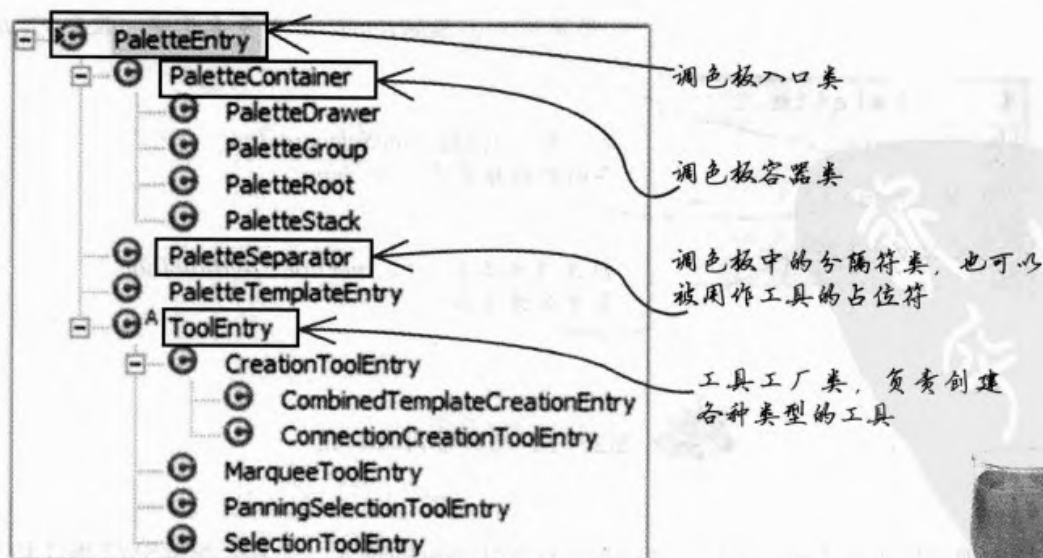 PaletteEntry
PaletteContainer
PaletteDrawer
PaletteGroup
PaletteRoot
PaletteStack
PaletteSeparator
PaletteTemplateEntry
A ToolEntry
CreationToolEntry
CombinedTemplateCreationEntry
ConnectionCreationToolEntry
MarqueeToolEntry
PanningSelectionToolEntry
SelectionToolEntry
调色板入口类
调色板容器类
调色板中的分隔符类，也可以
被用作工具的占位符
工具工厂类，负责创建
各种类型的工具